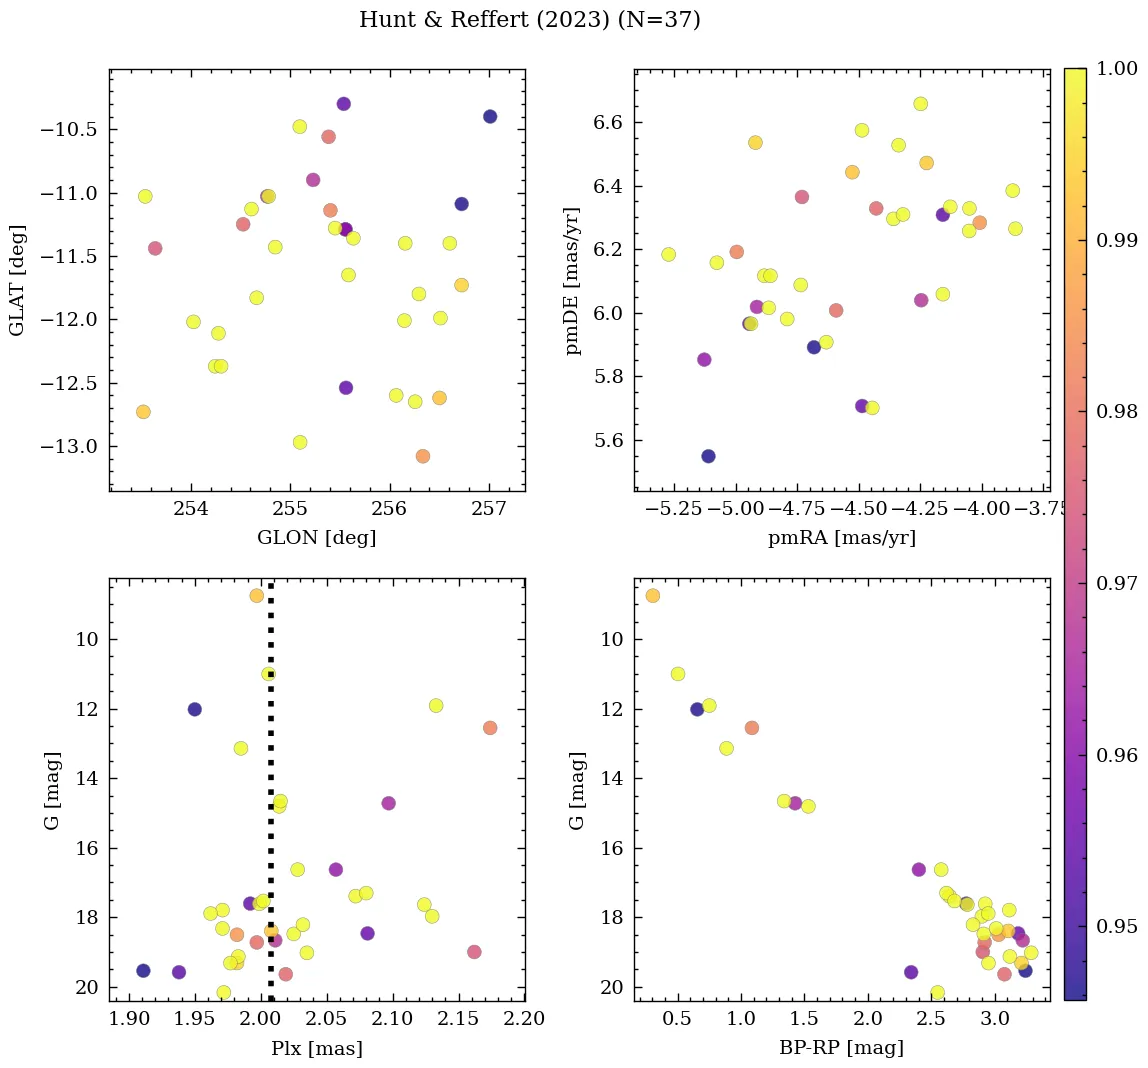 Hunt & Reffert (2023) (N=37)
−10.5
−11.0
−11.5
−12.0
−12.5
−13.0
GLAT [deg]
254 255 256 257
GLON [deg]
6.6
6.4
6.2
6.0
5.8
5.6
pmDE [mas/yr]
−5.25 −5.00 −4.75 −4.50 −4.25 −4.00 −3.75
pmRA [mas/yr]
10
12
14
16
18
20
G [mag]
1.90 1.95 2.00 2.05 2.10 2.15 2.20
Plx [mas]
10
12
14
16
18
20
G [mag]
0.5 1.0 1.5 2.0 2.5 3.0
BP-RP [mag]
1.00
0.99
0.98
0.97
0.96
0.95